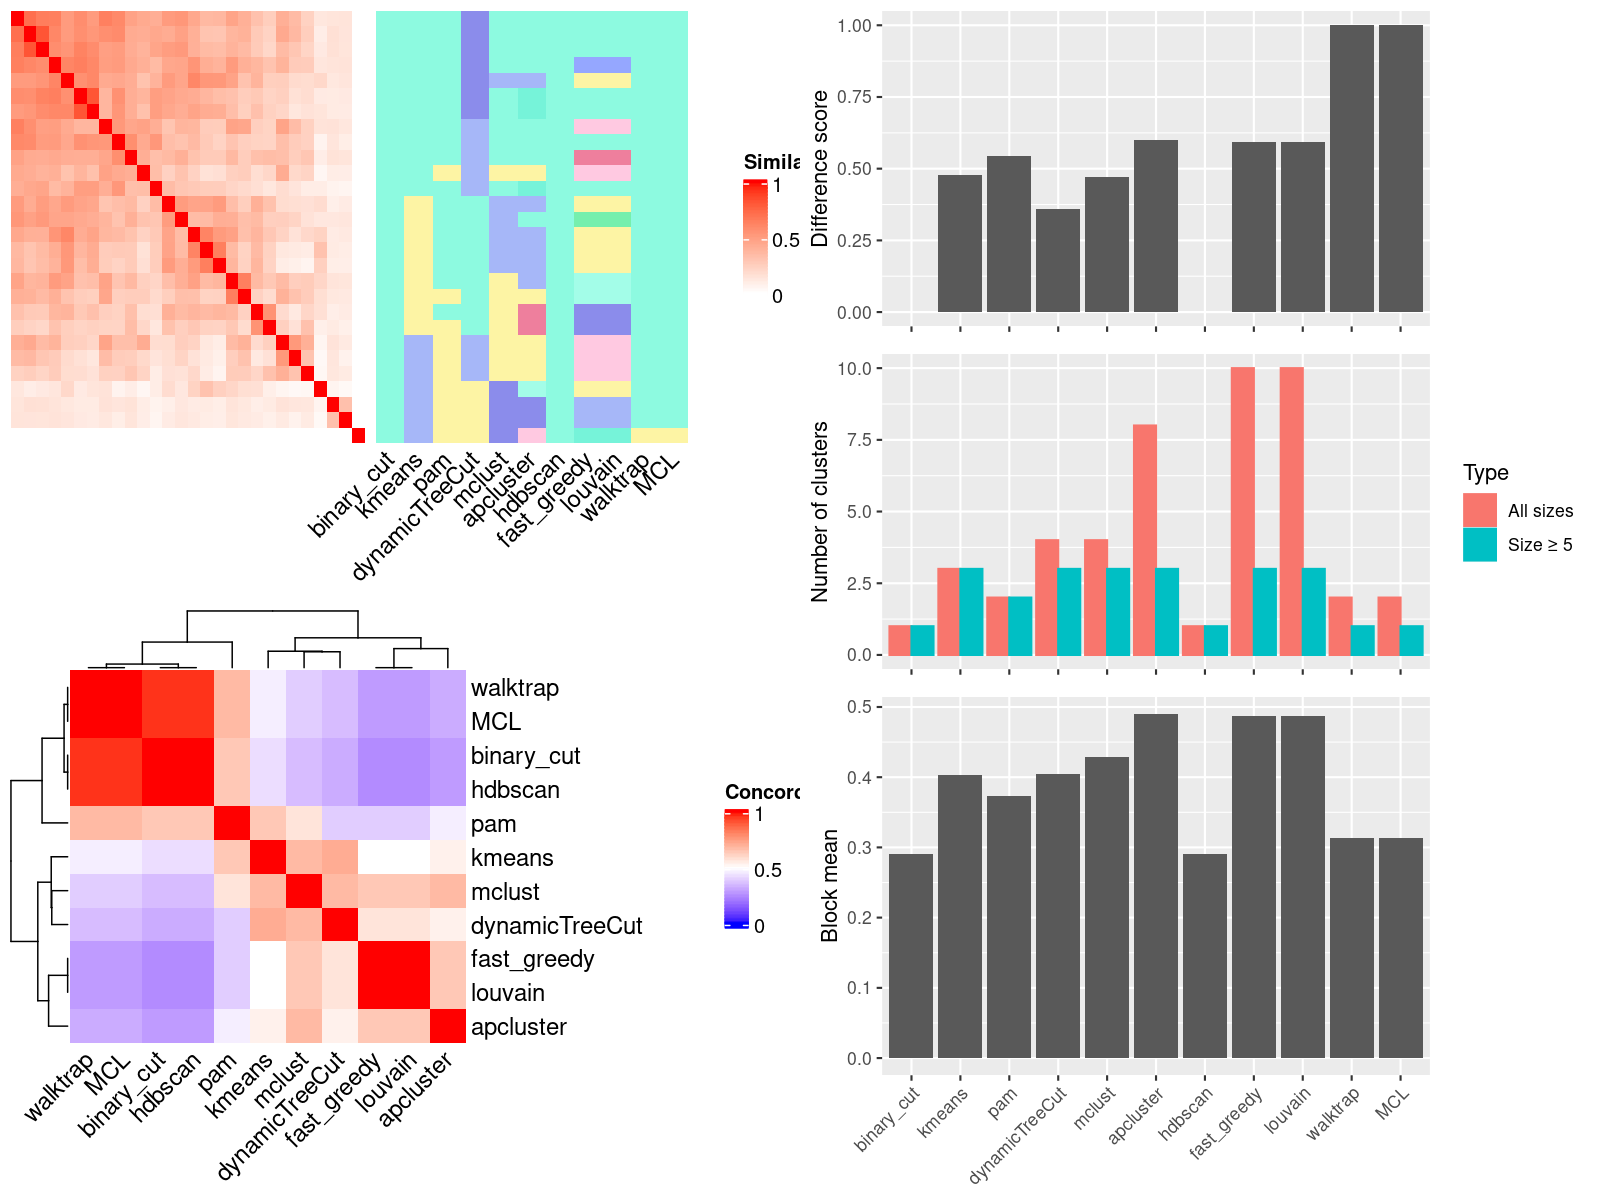 Simila
1
0.5
0
binary_cut
kmeans
pam
dynamicTreeCut
mclust
apcluster
hdbscan
fast_greedy
louvain
walktrap
MCL
walktrap
MCL
binary_cut
hdbscan
pam
kmeans
mclust
dynamicTreeCut
fast_greedy
louvain
apcluster
walktrap
MCL
binary_cut
hdbscan
pam
kmeans
mclust
dynamicTreeCut
fast_greedy
louvain
apcluster
Concord
1
0.5
0
Difference score
1.00
0.75
0.50
0.25
0.00
Number of clusters
10.0
7.5
5.0
2.5
0.0
Type
All sizes
Size ≥ 5
Block mean
0.5
0.4
0.3
0.2
0.1
0.0
binary_cut
kmeans
pam
dynamicTreeCut
mclust
apcluster
hdbscan
fast_greedy
louvain
walktrap
MCL